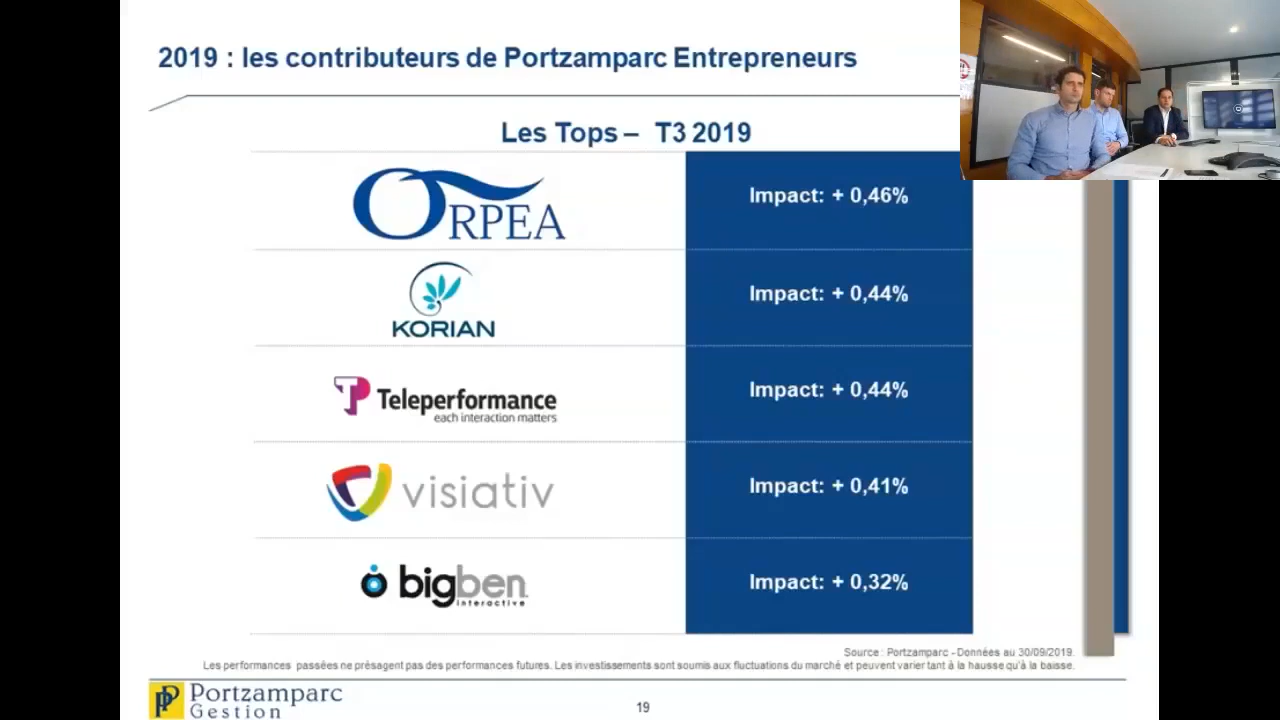 2019 : les contributeurs de Portzamparc Entrepreneurs
Les Tops – T3 2019
ORPEA
Impact: + 0,46%
KORIAN
Impact: + 0,44%
TP Teleperformance
each interaction matters
Impact: + 0,44%
visiativ
Impact: + 0,41%
bigben
interactive
Impact: + 0,32%
Source : Portzamparc - Données au 30/09/2019.
Les performances passées ne présagent pas des performances futures. Les investissements sont soumis aux fluctuations du marché et peuvent varier tant à la hausse qu'à la baisse.
Portzamparc
Gestion
19